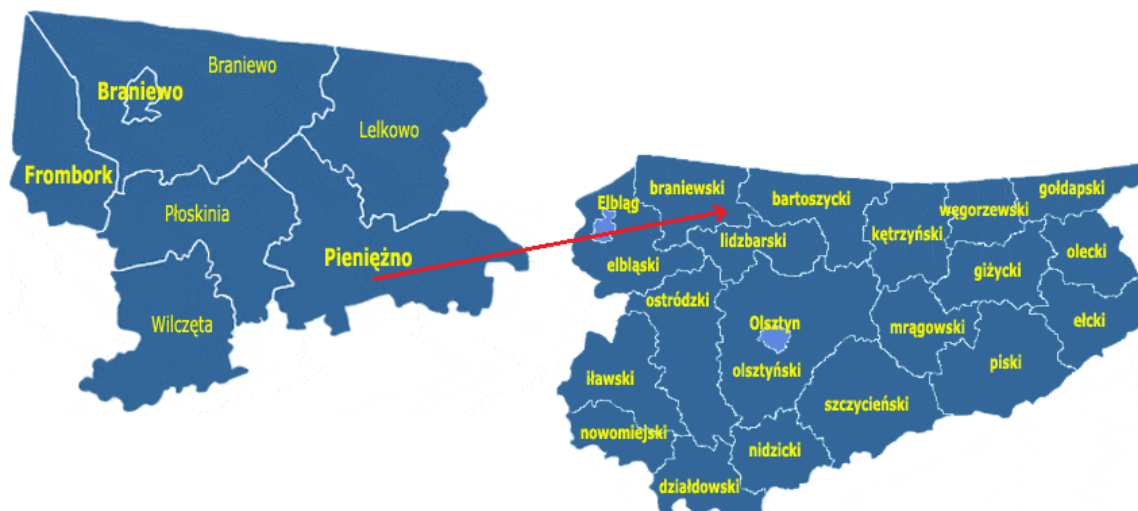 Braniewo
Braniewo
Lelkowo
Frombork
Płoskinia
Pieniężno
Wilczęta
braniewski
Elbląg
bartoszycki
gołdapski
węgorzewski
kętrzyński
lidzbarski
olecki
elbląski
giżycki
ostródzki
Olsztyn
mrągowski
ełcki
piski
olsztyński
iławski
szczycieński
nowomiejski
nidzicki
działdowski